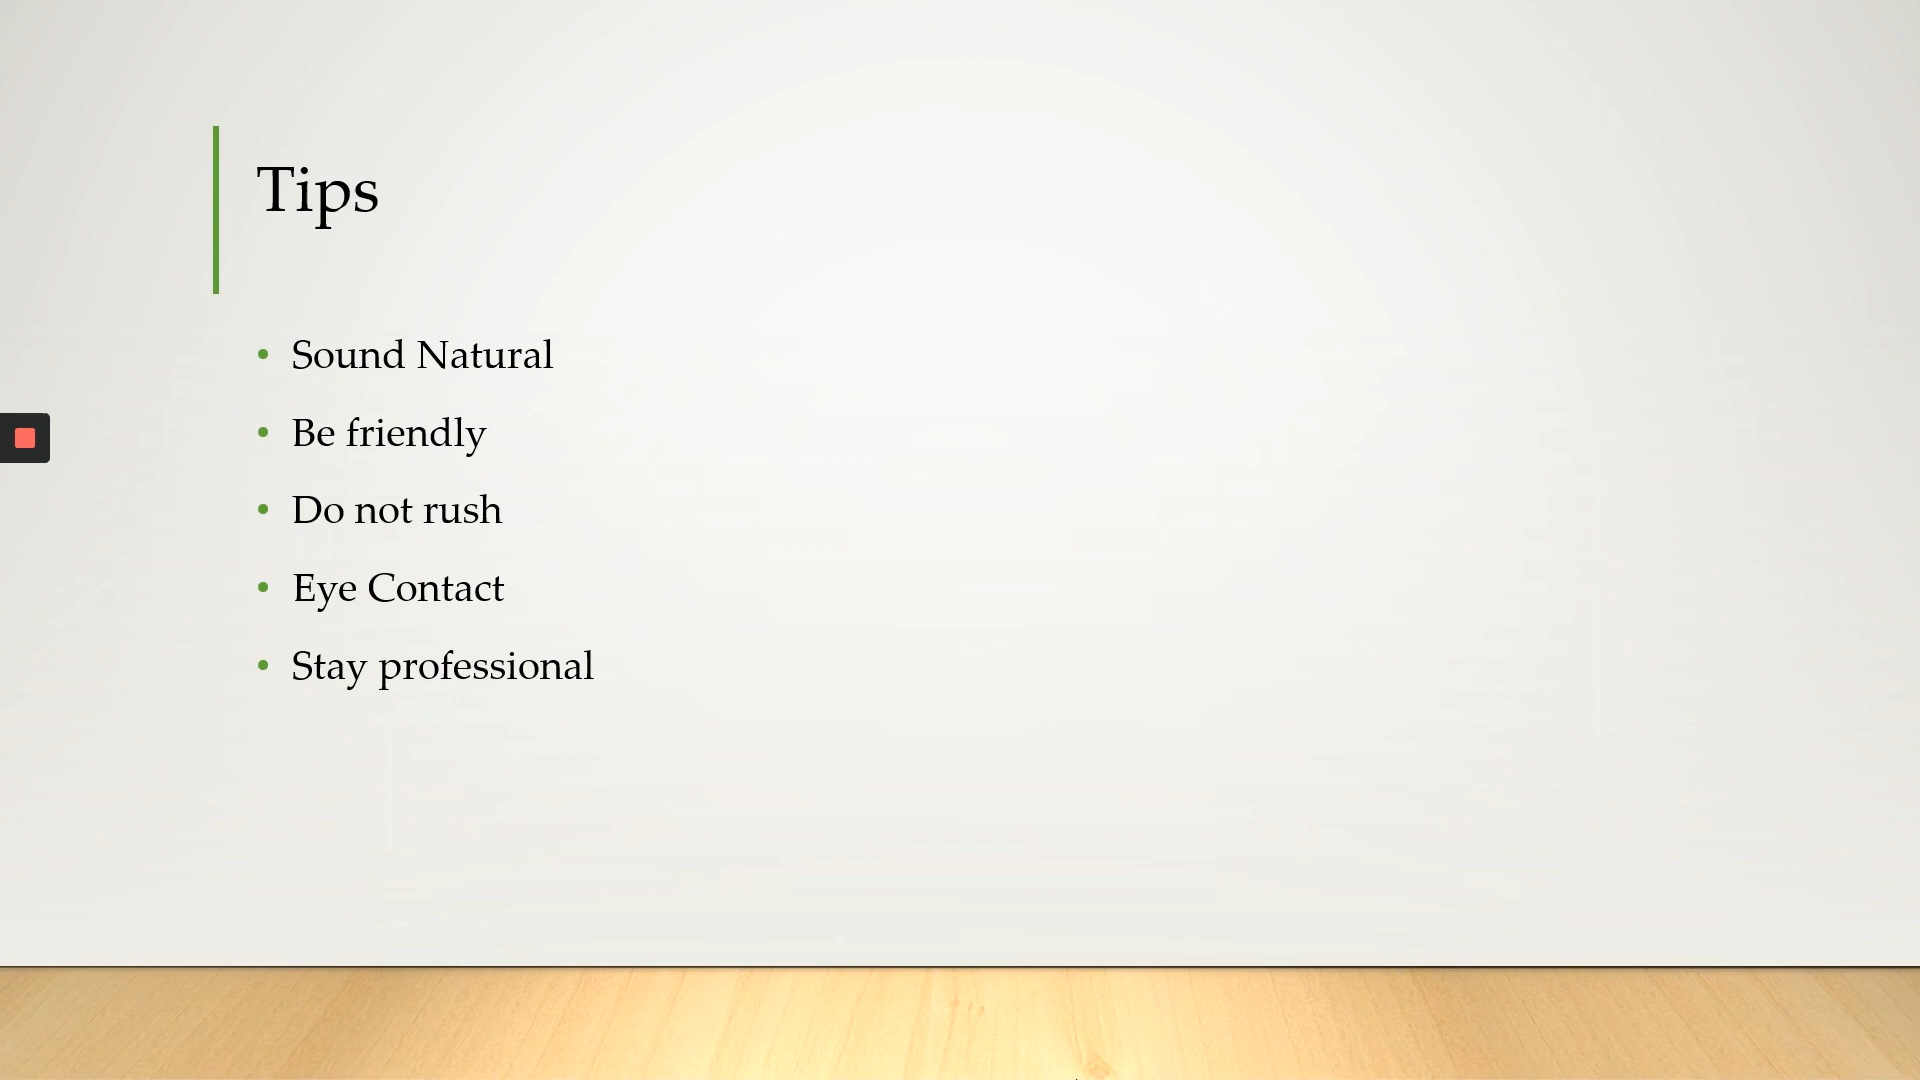 Tips
• Sound Natural
• Be friendly
• Do not rush
• Eye Contact
• Stay professional